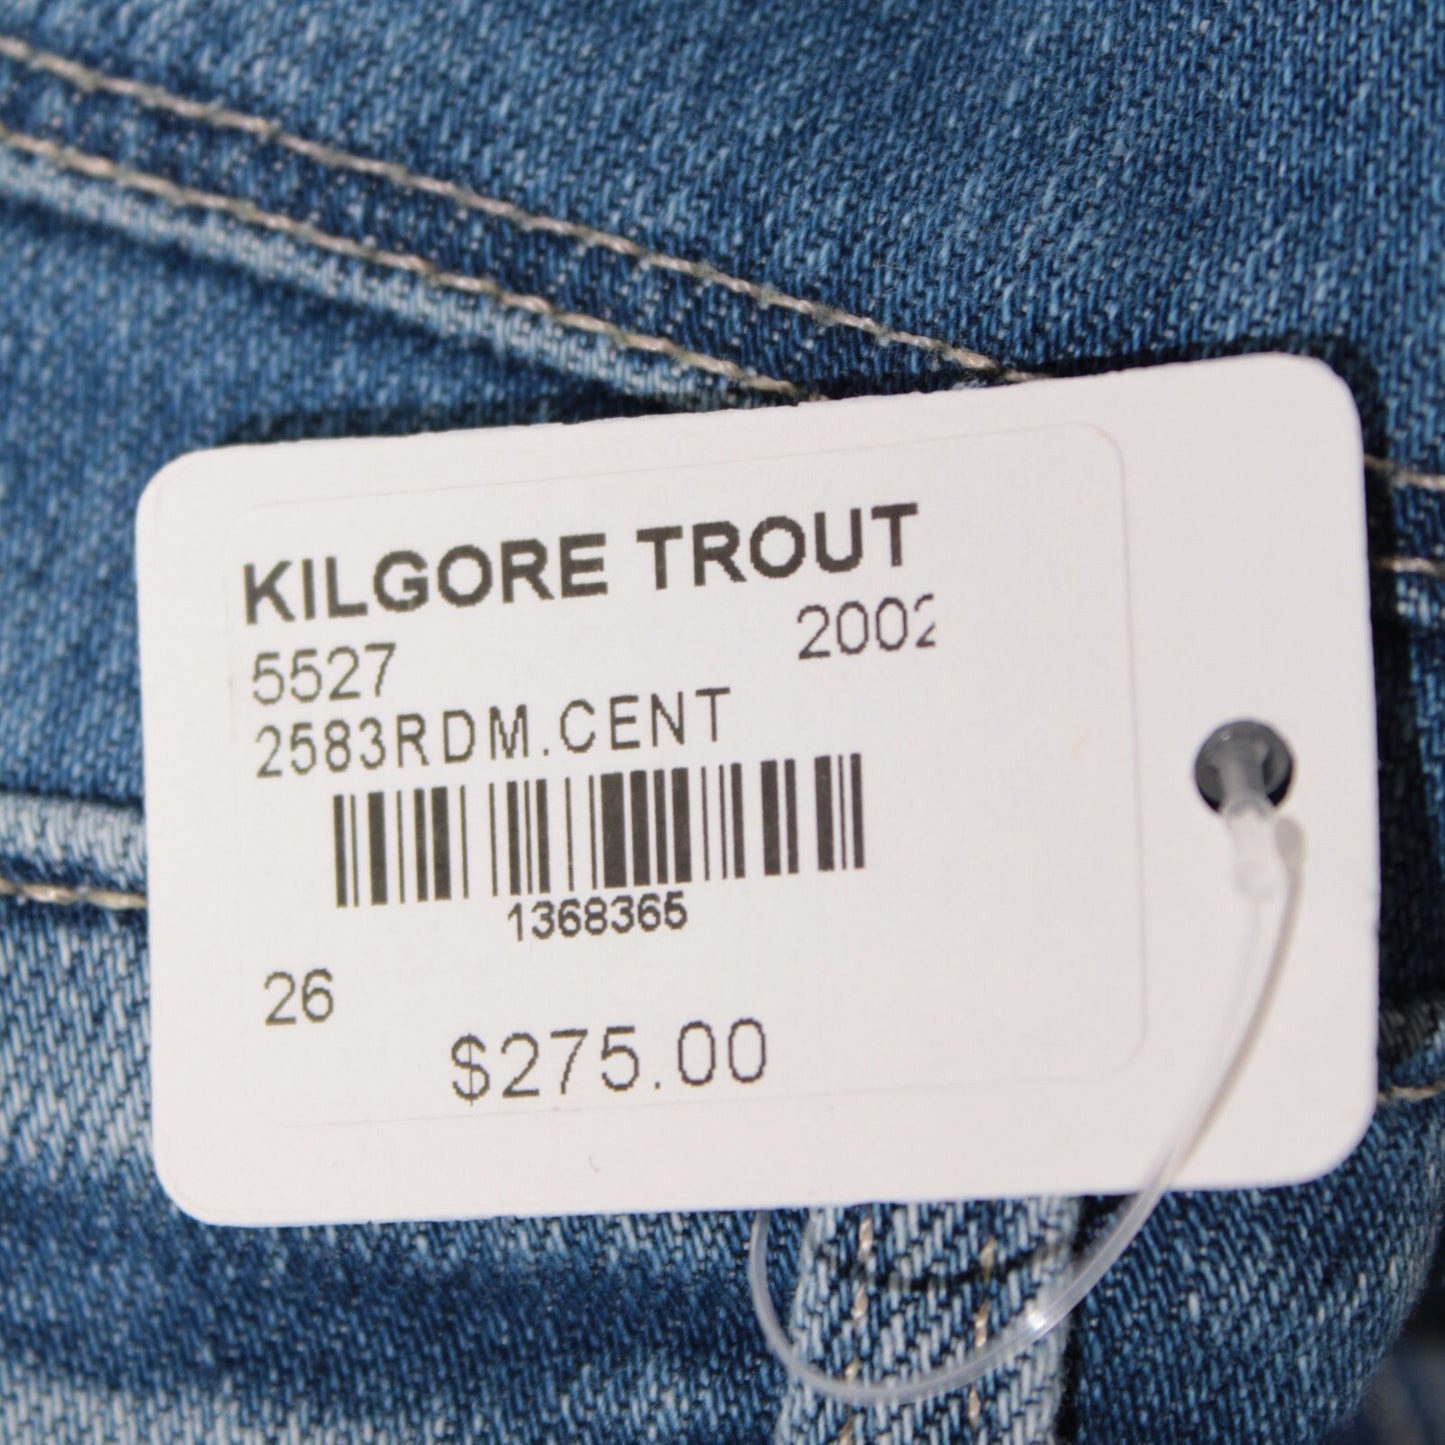 KILGORE TROUT
5527 2002
2583RDM.CENT
1368365
26
$275.00